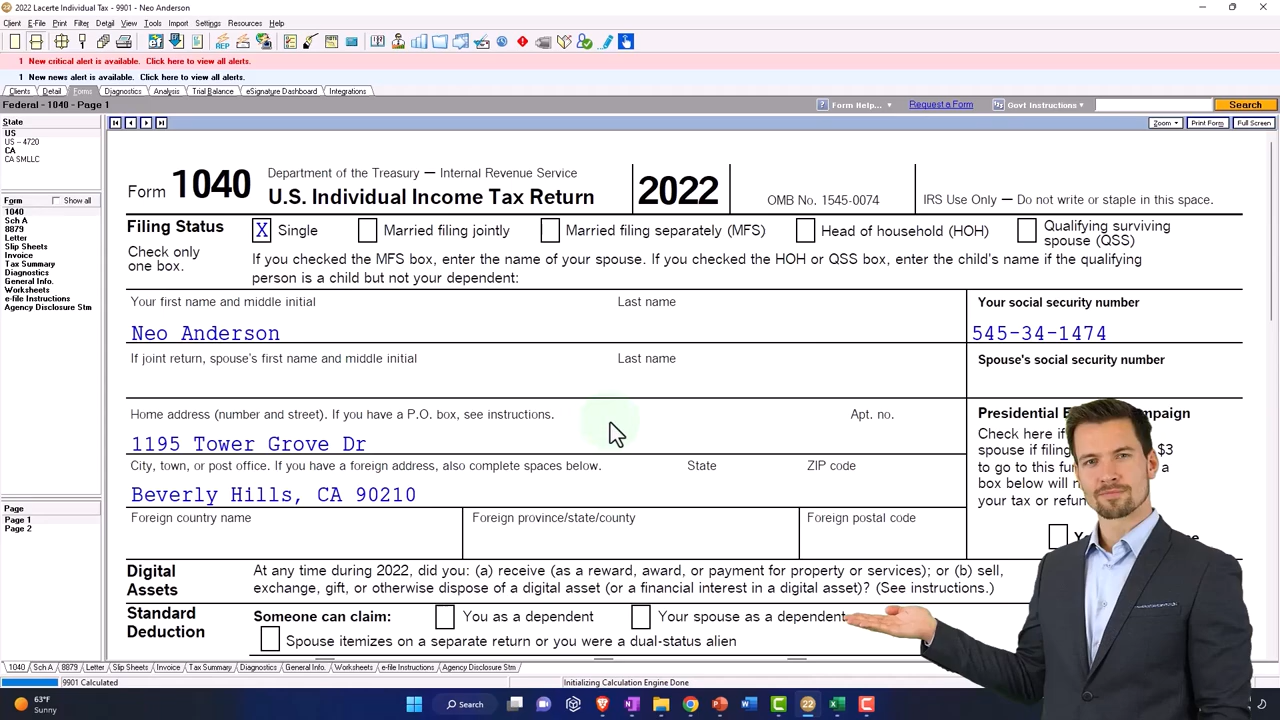 2022 Lacerte Individual Tax - 9901 - Neo Anderson
Client E-File Print Filter Detail View Tools Import Settings Resources Help
REP
1 New critical alert is available. Click here to view all alerts.
1 New news alert is available. Click here to view all alerts.
Clients Detail Forms Diagnostics Analysis Trial Balance eSignature Dashboard Integrations
Federal - 1040 - Page 1 Form Help... Request a Form Govt Instructions Search
State
US
US - 4720
CA
CA SMLLC
Zoom Print Form Full Screen
Form Show all
1040
Sch A
8879
Letter
Slip Sheets
Invoice
Tax Summary
Diagnostics
General Info.
Worksheets
e-file Instructions
Agency Disclosure Stm
Page
Page 1
Page 2
Form 1040 Department of the Treasury — Internal Revenue Service
U.S. Individual Income Tax Return 2022 OMB No. 1545-0074 IRS Use Only — Do not write or staple in this space.
Filing Status X Single Married filing jointly Married filing separately (MFS) Head of household (HOH) Qualifying surviving spouse (QSS)
Check only one box.
If you checked the MFS box, enter the name of your spouse. If you checked the HOH or QSS box, enter the child's name if the qualifying
person is a child but not your dependent:
Your first name and middle initial Last name Your social security number
Neo Anderson 545-34-1474
If joint return, spouse's first name and middle initial Last name Spouse's social security number
Home address (number and street). If you have a P.O. box, see instructions. Apt. no. Presidential
1195 Tower Grove Dr
City, town, or post office. If you have a foreign address, also complete spaces below. State ZIP code
Beverly Hills, CA 90210
Foreign country name Foreign province/state/county Foreign postal code
Check here if
spouse if filing $3
to go to this a
box below will
your tax or
Digital Assets
At any time during 2022, did you: (a) receive (as a reward, award, or payment for property or services); or (b) sell,
exchange, gift, or otherwise dispose of a digital asset (or a financial interest in a digital asset)? (See instructions.)
Standard Deduction
Someone can claim: You as a dependent Your spouse as a dependent
Spouse itemizes on a separate return or you were a dual-status alien
1040 Sch A 8879 Letter Slip Sheets Invoice Tax Summary Diagnostics General Info. Worksheets e-file Instructions Agency Disclosure Stm
9901 Calculated Initializing Calculation Engine Done
63°F
Sunny
Search
22